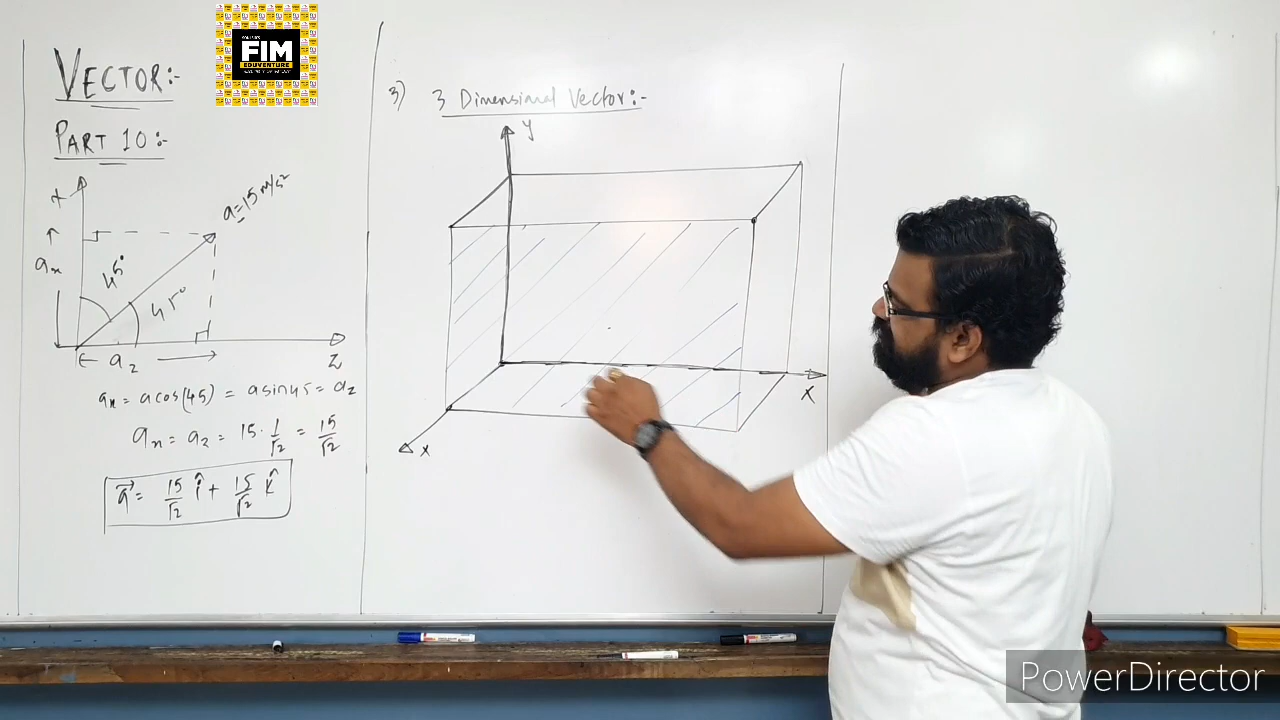 VECTOR:-
PART 10:-
FIM
EDUVENTURE
x
a=15 m/s²
aₓ
45°
45°
a_z
Z
aₓ = a cos(45) = a sin45 = a_z
aₓ = a_z = 15 · 1/√2 = 15/√2
a⃗ = 15/√2 î + 15/√2 k̂
3) 3 Dimensional Vector:-
y
X
x
PowerDirector